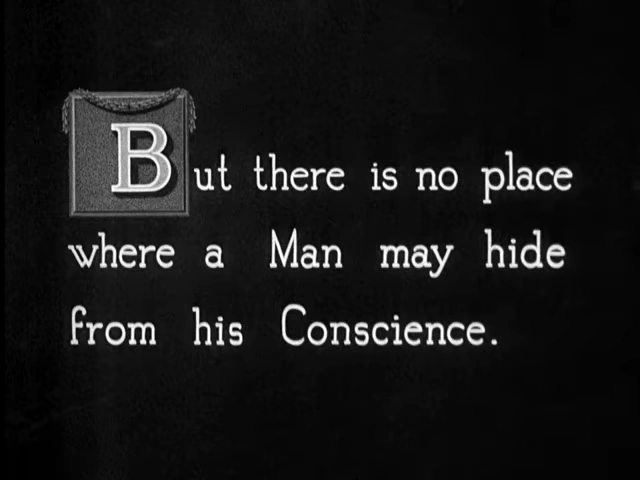 But there is no place
where a Man may hide
from his Conscience.